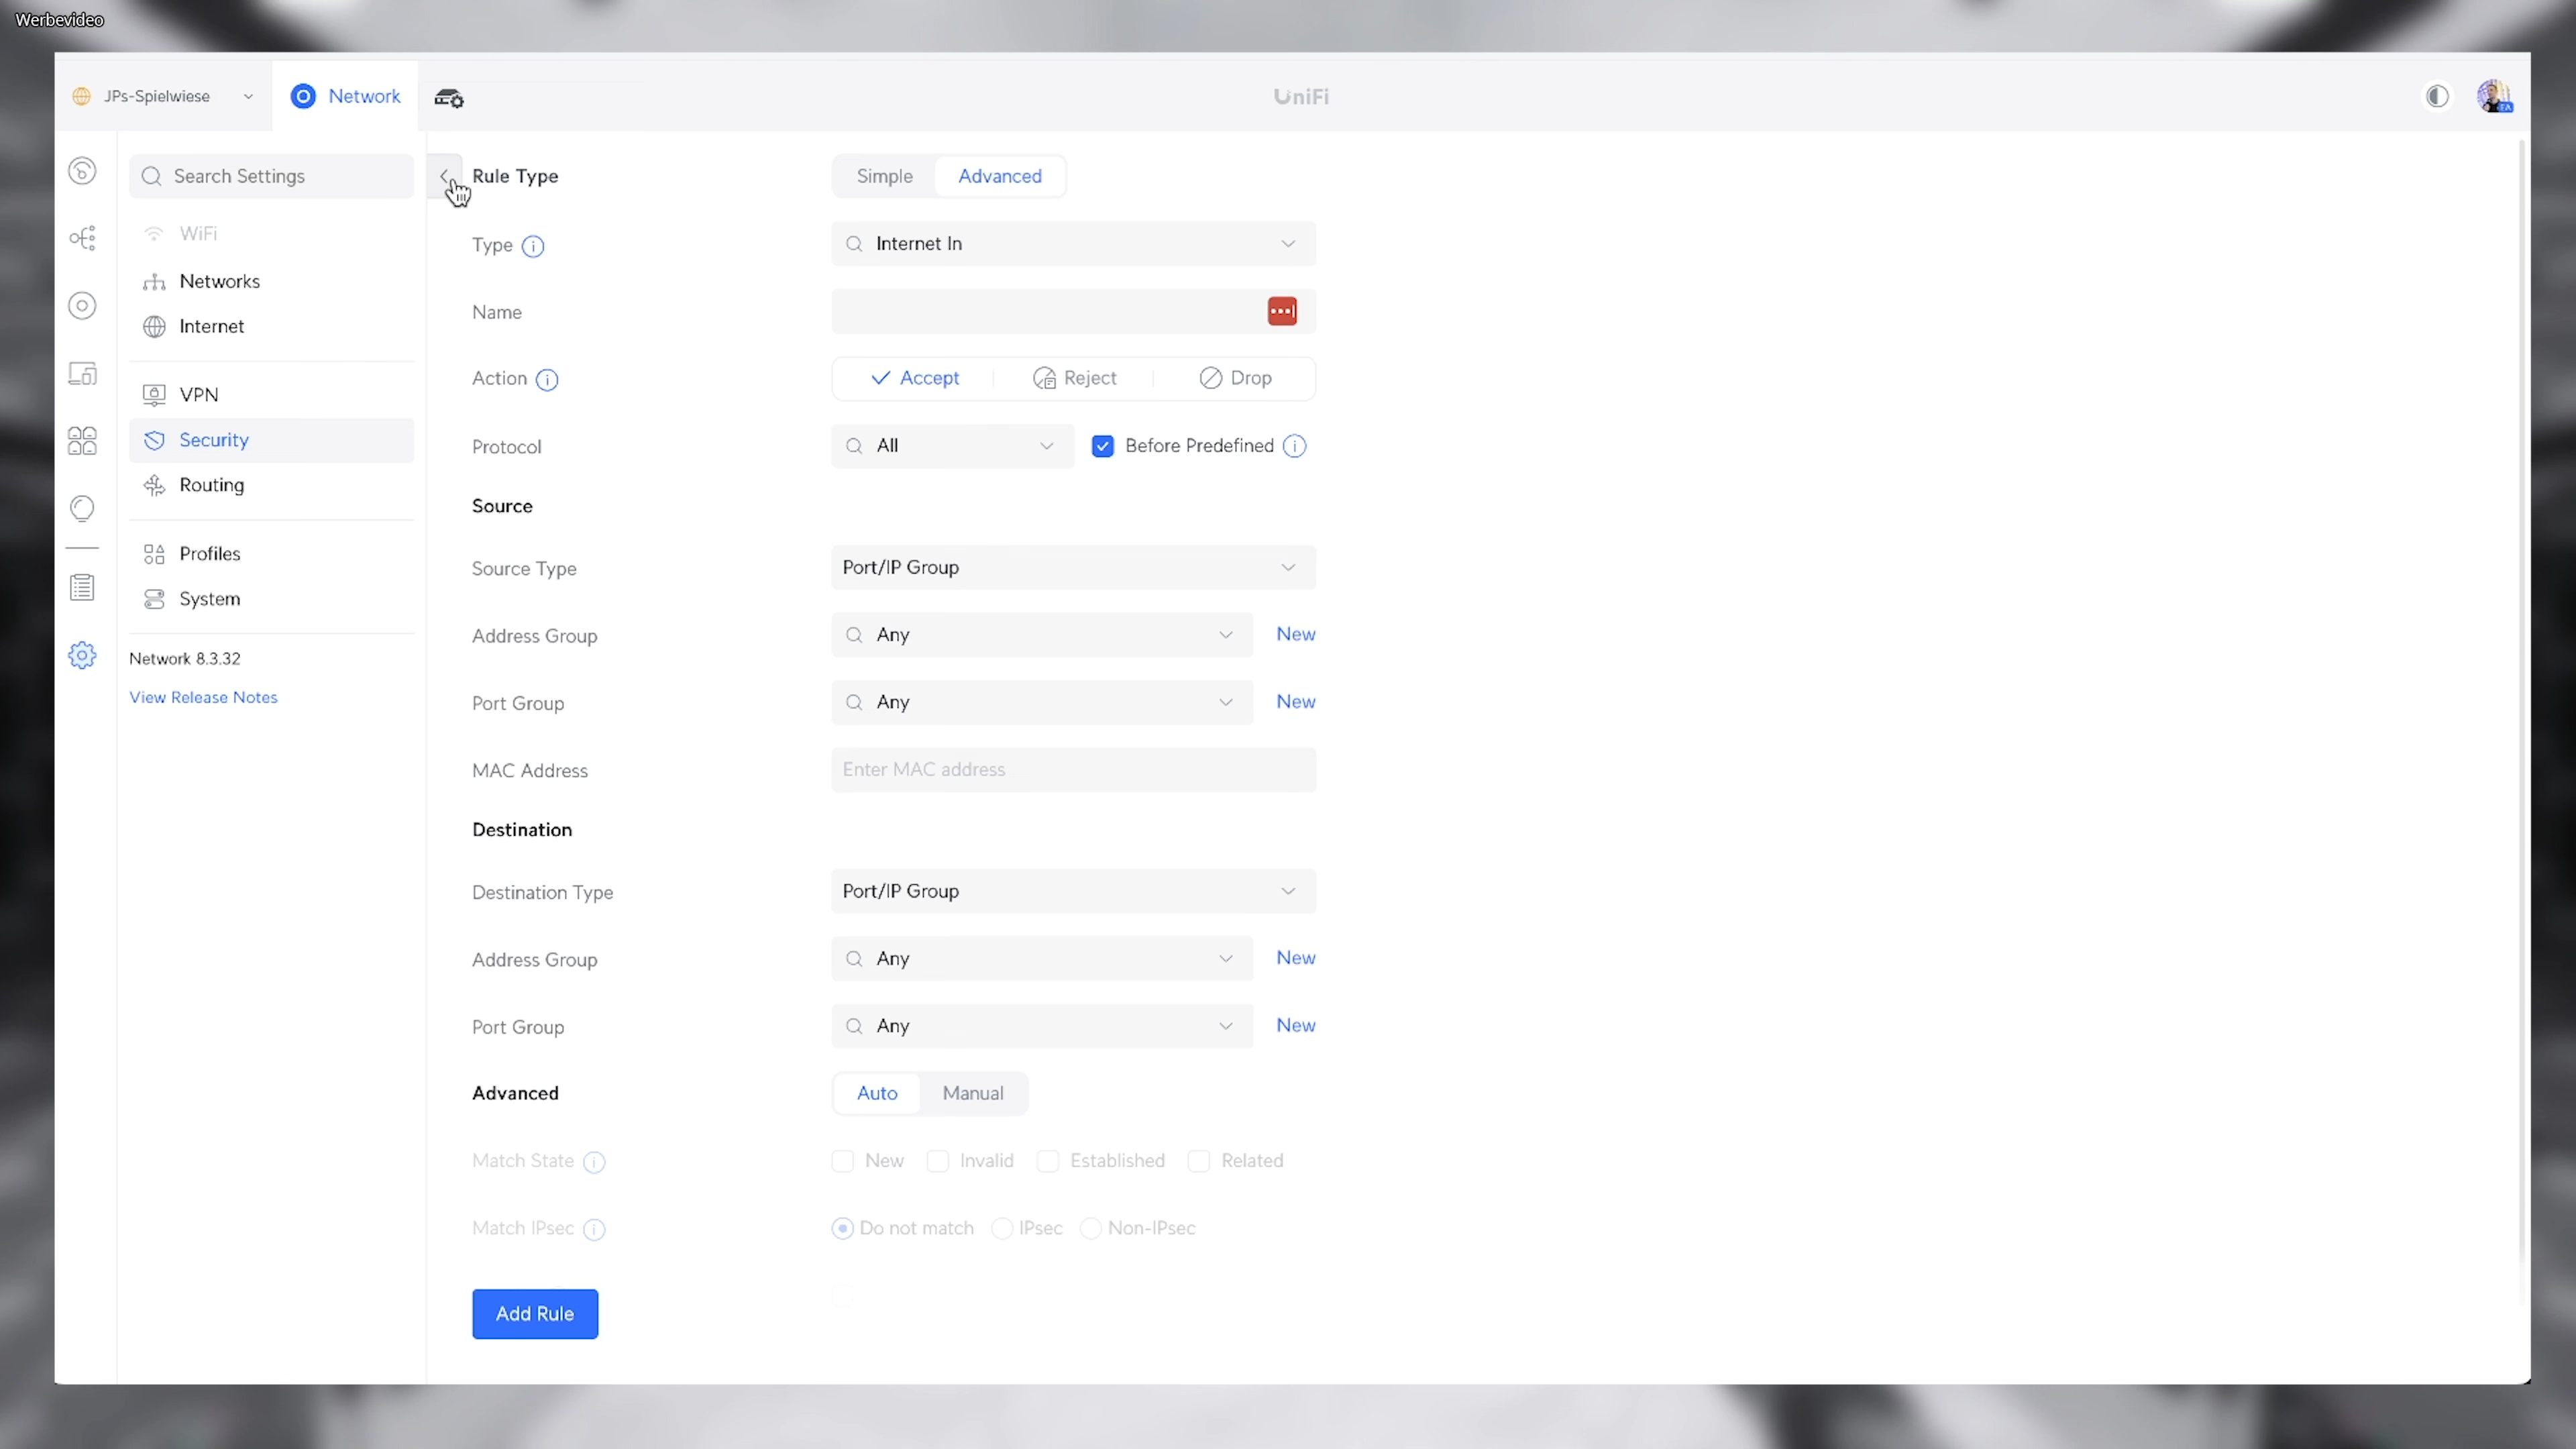 Werbevideo
JPs-Spielwiese
Network
UniFi
Search Settings
WiFi
Networks
Internet
VPN
Security
Routing
Profiles
System
Network 8.3.32
View Release Notes
Rule Type
Simple Advanced
Type
Internet In
Name
Action
Accept Reject Drop
Protocol
All
Before Predefined
Source
Source Type
Port/IP Group
Address Group
Any
New
Port Group
Any
New
MAC Address
Enter MAC address
Destination
Destination Type
Port/IP Group
Address Group
Any
New
Port Group
Any
New
Advanced
Auto Manual
Match State
New Invalid Established Related
Match IPsec
Do not match IPsec Non-IPsec
Add Rule